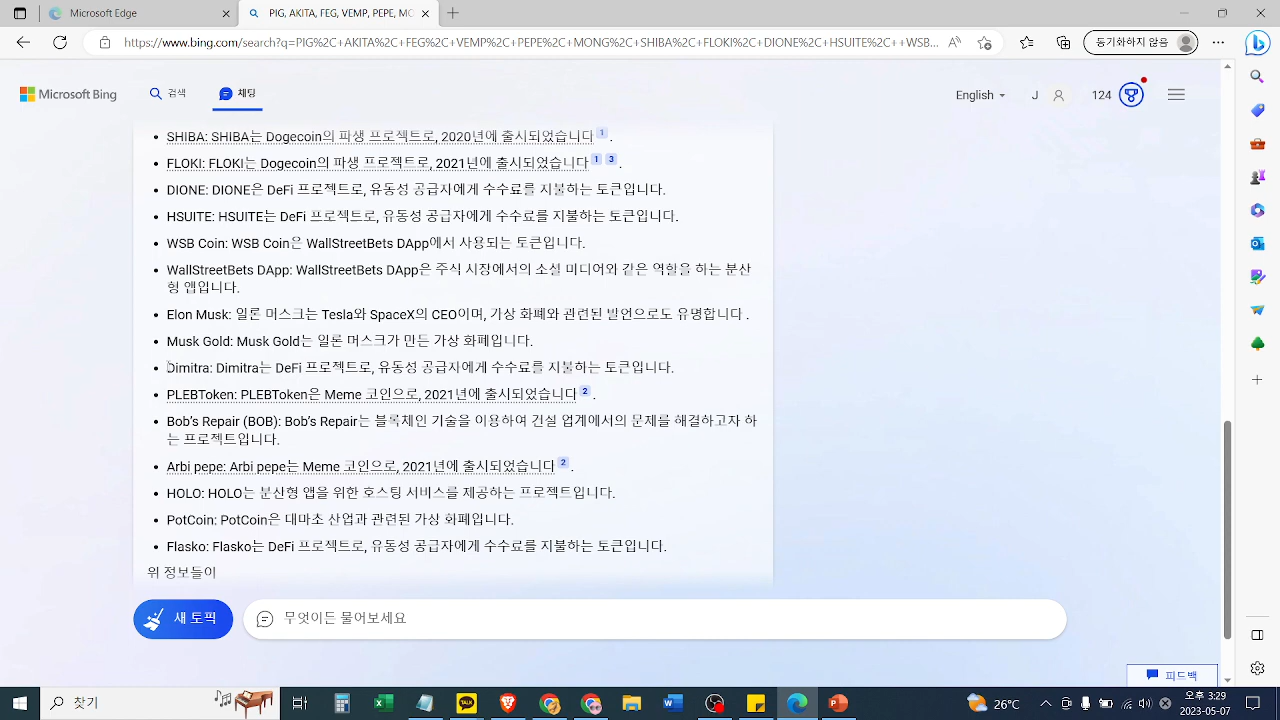 Microsoft Edge
PIG, AKITA, FEG, VEMP, PEPE, MO
https://www.bing.com/search?q=PIG%2C+AKITA%2C+FEG%2C+VEMP%2C+PEPE%2C+MONG%2C+SHIBA%2C+FLOKI%2C+DIONE%2C+HSUITE%2C++WSB...
동기화하지 않음
Microsoft Bing
검색
채팅
English
J
124
SHIBA: SHIBA는 Dogecoin의 파생 프로젝트로, 2020년에 출시되었습니다 1 .
FLOKI: FLOKI는 Dogecoin의 파생 프로젝트로, 2021년에 출시되었습니다 1 3 .
DIONE: DIONE은 DeFi 프로젝트로, 유동성 공급자에게 수수료를 지불하는 토큰입니다.
HSUITE: HSUITE는 DeFi 프로젝트로, 유동성 공급자에게 수수료를 지불하는 토큰입니다.
WSB Coin: WSB Coin은 WallStreetBets DApp에서 사용되는 토큰입니다.
WallStreetBets DApp: WallStreetBets DApp은 주식 시장에서의 소셜 미디어와 같은 역할을 하는 분산
형 앱입니다.
Elon Musk: 일론 머스크는 Tesla와 SpaceX의 CEO이며, 가상 화폐와 관련된 발언으로도 유명합니다 .
Musk Gold: Musk Gold는 일론 머스크가 만든 가상 화폐입니다.
Dimitra: Dimitra는 DeFi 프로젝트로, 유동성 공급자에게 수수료를 지불하는 토큰입니다.
PLEBToken: PLEBToken은 Meme 코인으로, 2021년에 출시되었습니다 2 .
Bob’s Repair (BOB): Bob’s Repair는 블록체인 기술을 이용하여 건설 업계에서의 문제를 해결하고자 하
는 프로젝트입니다.
Arbi pepe: Arbi pepe는 Meme 코인으로, 2021년에 출시되었습니다 2 .
HOLO: HOLO는 분산형 앱을 위한 호스팅 서비스를 제공하는 프로젝트입니다.
PotCoin: PotCoin은 대마초 산업과 관련된 가상 화폐입니다.
Flasko: Flasko는 DeFi 프로젝트로, 유동성 공급자에게 수수료를 지불하는 토큰입니다.
위 정보들이
새 토픽
무엇이든 물어보세요
피드백
찾기
TALK
26°C
오후 3:29
2023-05-07